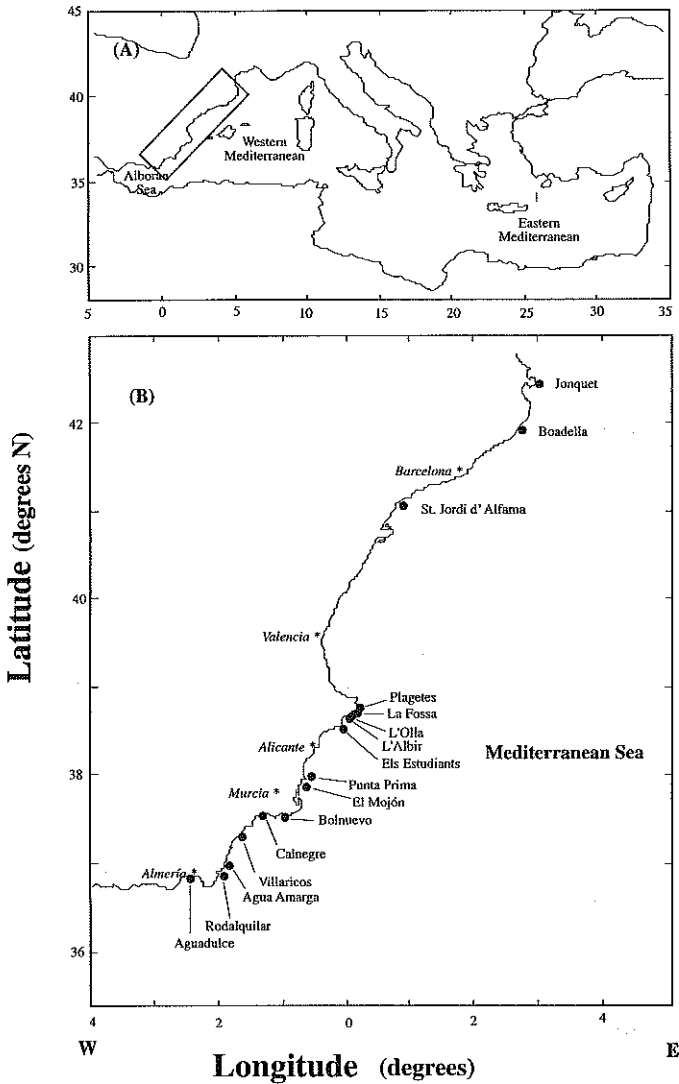 45
40
35
30
(A)
Western
Mediterranean
Alboran
Sea
Eastern
Mediterranean
5 0 5 10 15 20 25 30 35
Latitude (degrees N)
(B)
42
40
38
36
Jonquet
Boadella
Barcelona *
St. Jordi d' Alfama
Valencia *
Plagetes
La Fossa
L'Olla
L'Albir
Alicante *
Els Estudiants
Mediterranean Sea
Murcia *
Punta Prima
El Mojón
Bolnuevo
Calnegre
Almería *
Villaricos
Agua Amarga
Rodalquilar
Aguadulce
4 2 0 2 4
W E
Longitude (degrees)